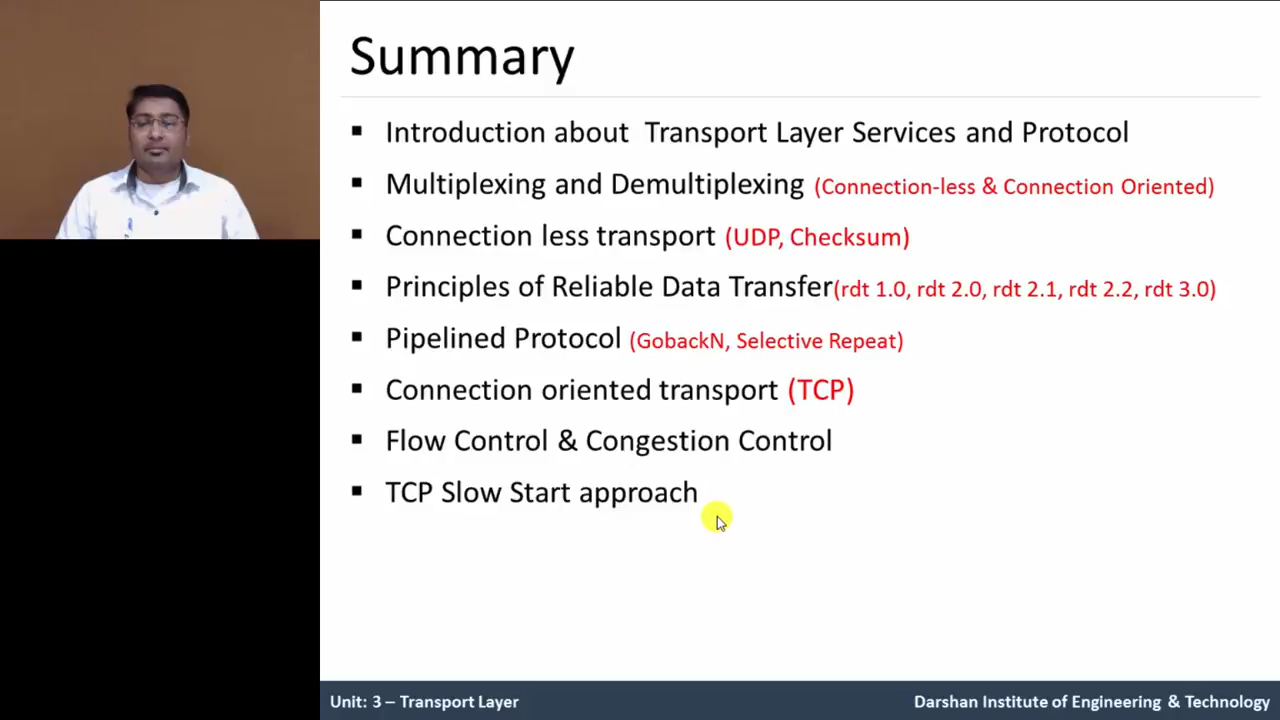 Summary
Introduction about Transport Layer Services and Protocol
Multiplexing and Demultiplexing (Connection-less & Connection Oriented)
Connection less transport (UDP, Checksum)
Principles of Reliable Data Transfer(rdt 1.0, rdt 2.0, rdt 2.1, rdt 2.2, rdt 3.0)
Pipelined Protocol (GobackN, Selective Repeat)
Connection oriented transport (TCP)
Flow Control & Congestion Control
TCP Slow Start approach
Unit: 3 – Transport Layer
Darshan Institute of Engineering & Technology